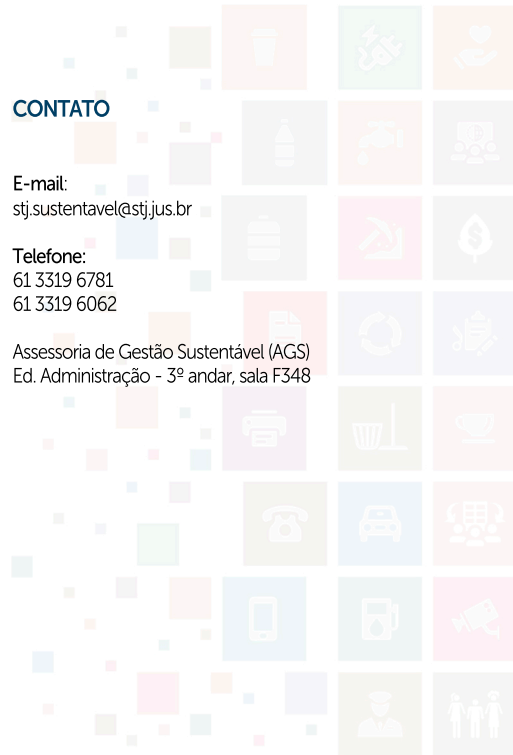 CONTATO
E-mail:
stj.sustentavel@stj.jus.br
Telefone:
61 3319 6781
61 3319 6062
Assessoria de Gestão Sustentável (AGS)
Ed. Administração - 3º andar, sala F348